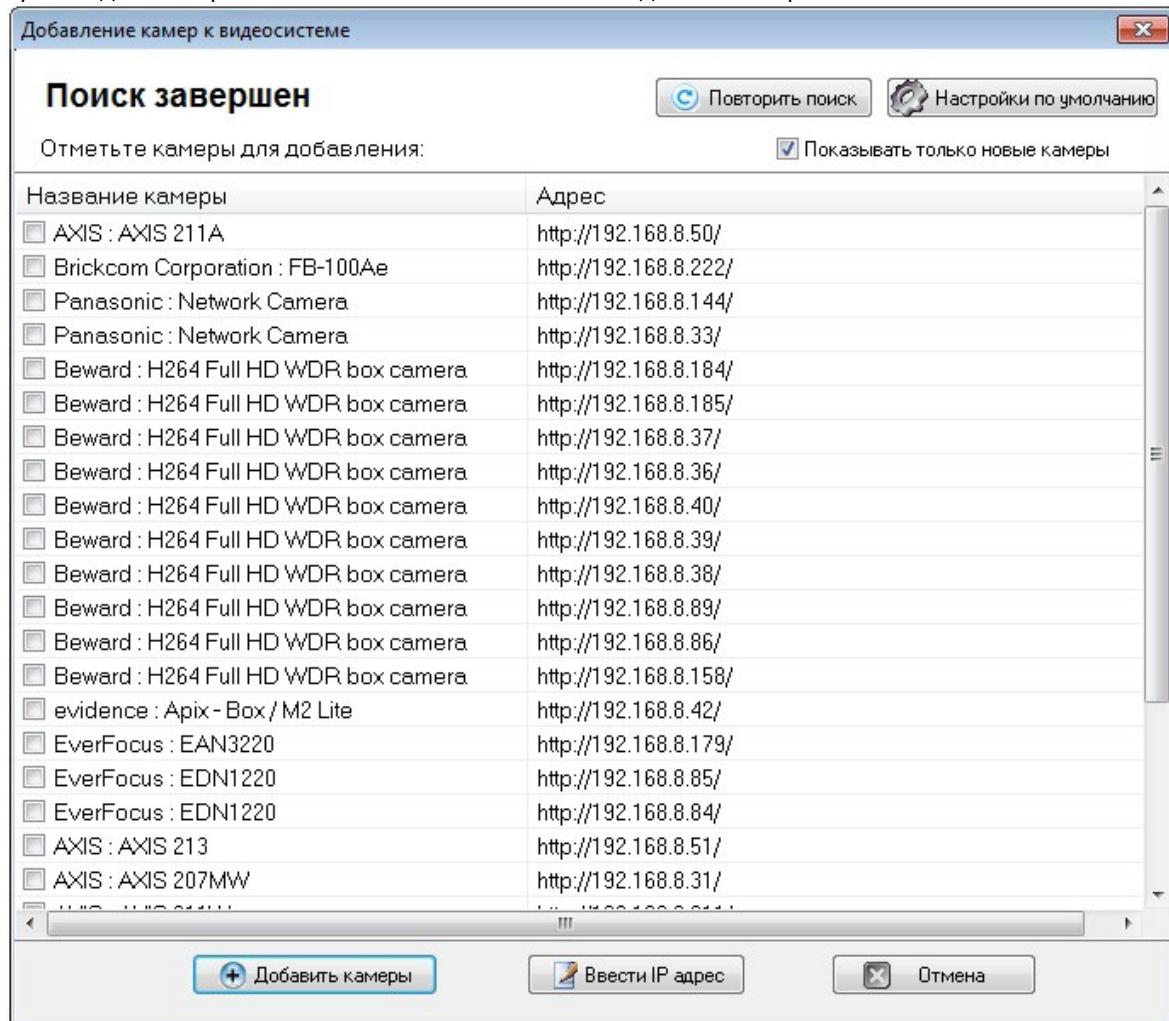 Добавление камер к видеосистеме
Поиск завершен
Повторить поиск
Настройки по умолчанию
Отметьте камеры для добавления:
Показывать только новые камеры
Название камеры Адрес
AXIS : AXIS 211A http://192.168.8.50/
Brickcom Corporation : FB-100Ae http://192.168.8.222/
Panasonic : Network Camera http://192.168.8.144/
Panasonic : Network Camera http://192.168.8.33/
Beward : H264 Full HD WDR box camera http://192.168.8.184/
Beward : H264 Full HD WDR box camera http://192.168.8.185/
Beward : H264 Full HD WDR box camera http://192.168.8.37/
Beward : H264 Full HD WDR box camera http://192.168.8.36/
Beward : H264 Full HD WDR box camera http://192.168.8.40/
Beward : H264 Full HD WDR box camera http://192.168.8.39/
Beward : H264 Full HD WDR box camera http://192.168.8.38/
Beward : H264 Full HD WDR box camera http://192.168.8.89/
Beward : H264 Full HD WDR box camera http://192.168.8.86/
Beward : H264 Full HD WDR box camera http://192.168.8.158/
evidence : Apix - Box / M2 Lite http://192.168.8.42/
EverFocus : EAN3220 http://192.168.8.179/
EverFocus : EDN1220 http://192.168.8.85/
EverFocus : EDN1220 http://192.168.8.84/
AXIS : AXIS 213 http://192.168.8.51/
AXIS : AXIS 207MW http://192.168.8.31/
Добавить камеры
Ввести IP адрес
Отмена